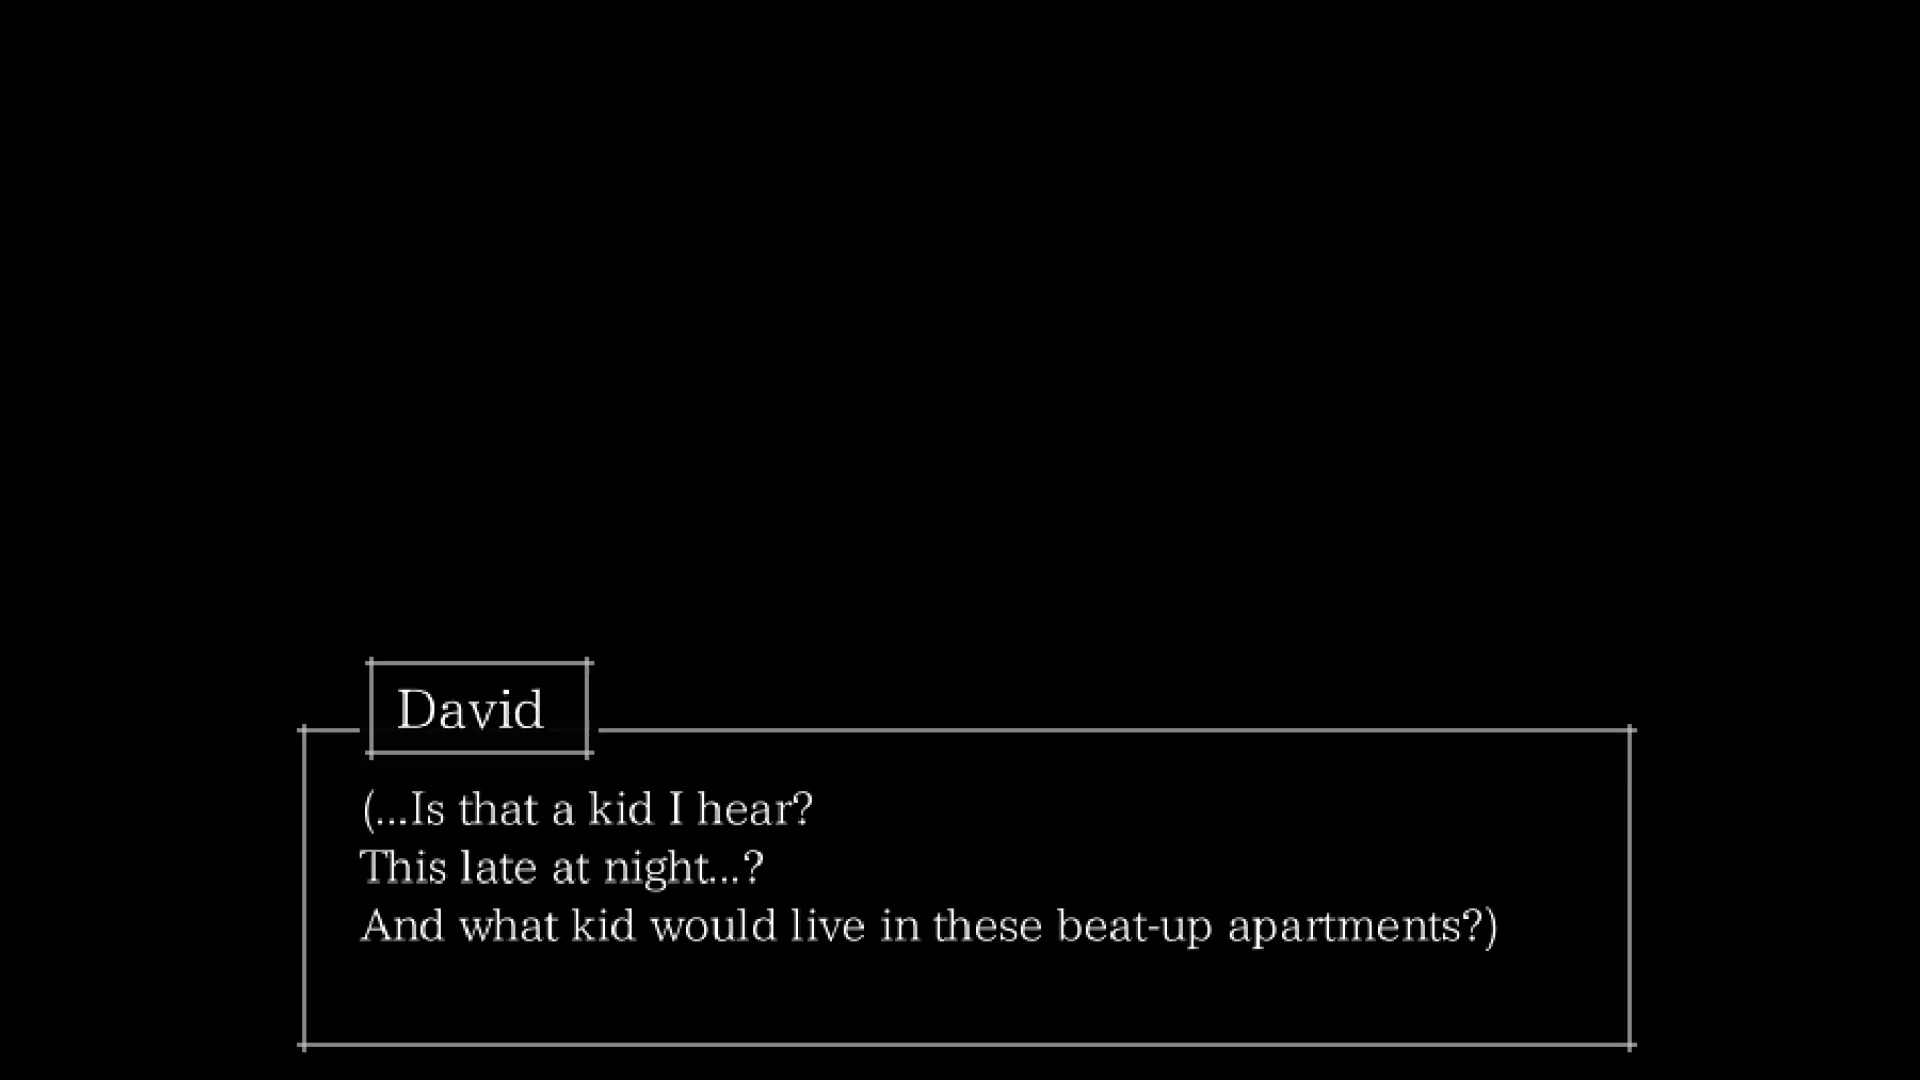 David
(...Is that a kid I hear?
This late at night...?
And what kid would live in these beat-up apartments?)